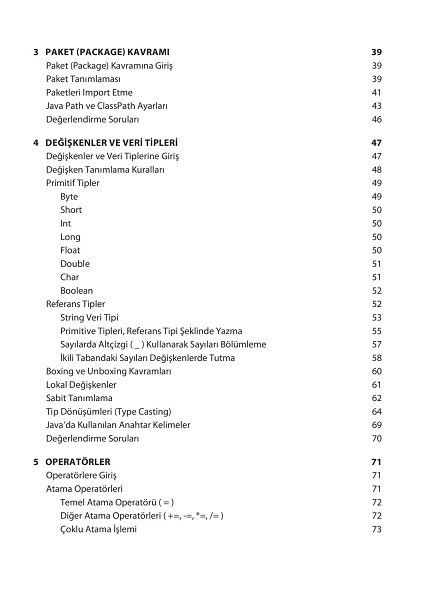 3 PAKET (PACKAGE) KAVRAMI 39
Paket (Package) Kavramına Giriş 39
Paket Tanımlaması 39
Paketleri Import Etme 41
Java Path ve ClassPath Ayarları 43
Değerlendirme Soruları 46
4 DEĞİŞKENLER VE VERİ TİPLERİ 47
Değişkenler ve Veri Tiplerine Giriş 47
Değişken Tanımlama Kuralları 48
Primitif Tipler 49
Byte 49
Short 50
Int 50
Long 50
Float 50
Double 51
Char 51
Boolean 52
Referans Tipler 52
String Veri Tipi 53
Primitive Tipleri, Referans Tipi Şeklinde Yazma 55
Sayılarda Altçizgi ( _ ) Kullanarak Sayıları Bölümleme 57
İkili Tabandaki Sayıları Değişkenlerde Tutma 58
Boxing ve Unboxing Kavramları 60
Lokal Değişkenler 61
Sabit Tanımlama 62
Tip Dönüşümleri (Type Casting) 64
Java'da Kullanılan Anahtar Kelimeler 69
Değerlendirme Soruları 70
5 OPERATÖRLER 71
Operatörlere Giriş 71
Atama Operatörleri 71
Temel Atama Operatörü ( = ) 72
Diğer Atama Operatörleri ( +=, -=, *=, /= ) 72
Çoklu Atama İşlemi 73